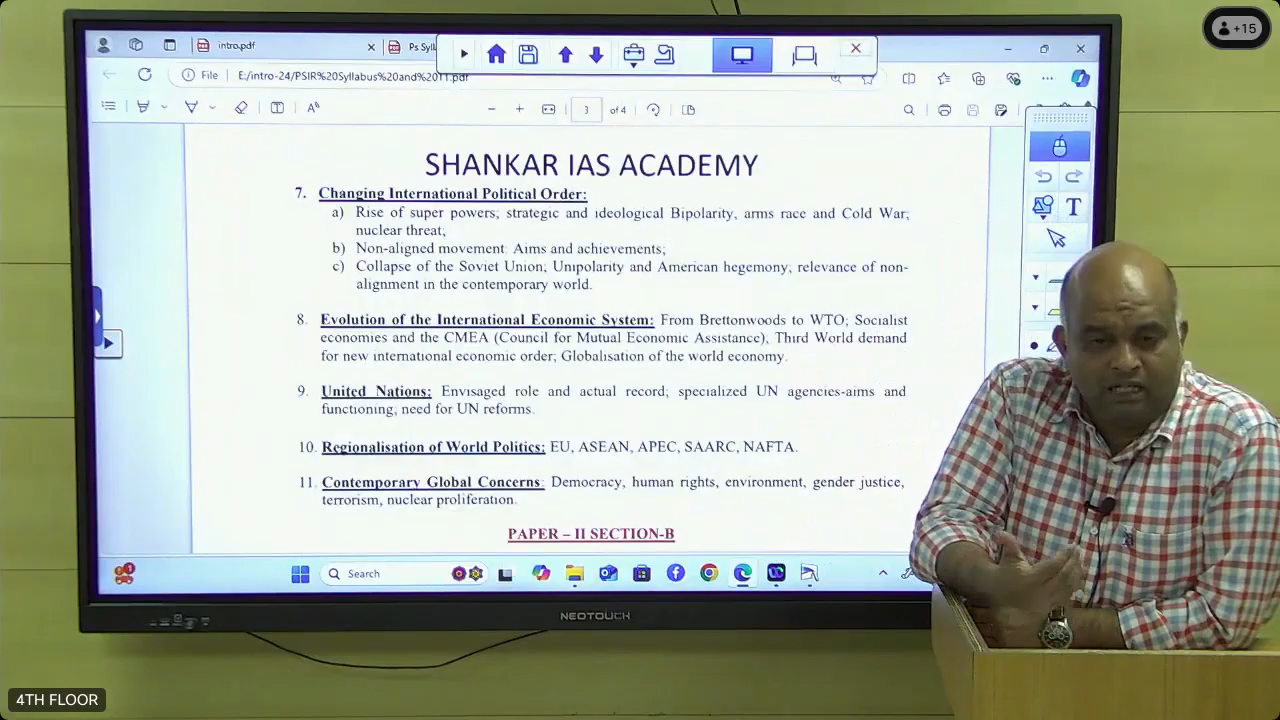 +15
intro.pdf
Ps Syll
File
E:/intro-24/PSIR%20Syllabus%20and%2011.pdf
3
of 4
T
SHANKAR IAS ACADEMY
7. Changing International Political Order:
a) Rise of super powers; strategic and ideological Bipolarity, arms race and Cold War;
nuclear threat;
b) Non-aligned movement: Aims and achievements;
c) Collapse of the Soviet Union; Unipolarity and American hegemony; relevance of non-
alignment in the contemporary world.
8. Evolution of the International Economic System: From Brettonwoods to WTO; Socialist
economies and the CMEA (Council for Mutual Economic Assistance); Third World demand
for new international economic order; Globalisation of the world economy.
9. United Nations: Envisaged role and actual record; specialized UN agencies-aims and
functioning; need for UN reforms.
10. Regionalisation of World Politics: EU, ASEAN, APEC, SAARC, NAFTA.
11. Contemporary Global Concerns: Democracy, human rights, environment, gender justice,
terrorism, nuclear proliferation.
PAPER – II SECTION-B
Search
NEOTOUCH
4TH FLOOR